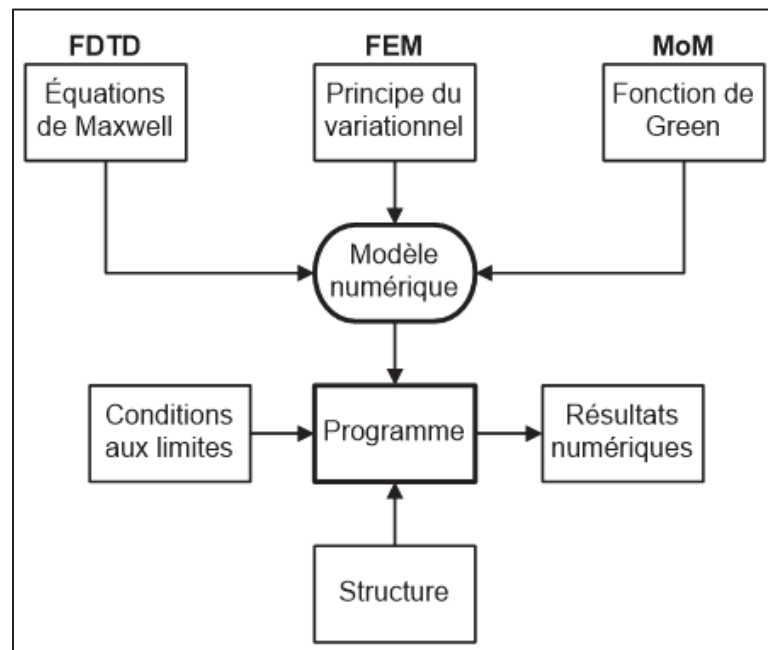 FDTD
FEM
MoM
Équations
de Maxwell
Principe du
variationnel
Fonction de
Green
Modèle
numérique
Conditions
aux limites
Programme
Résultats
numériques
Structure